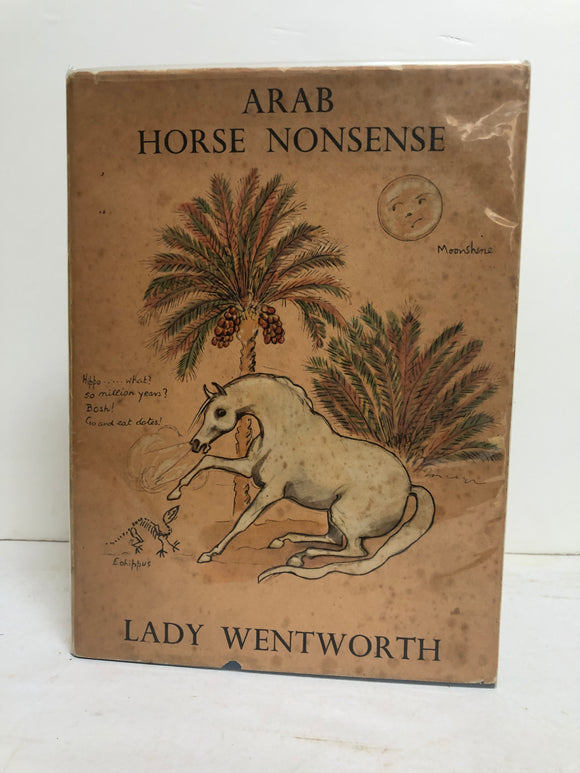 ARAB
HORSE NONSENSE
Moonshine
Hippo.....what?
50 million years?
Bosh!
Go and eat dates!
Eohippus
LADY WENTWORTH